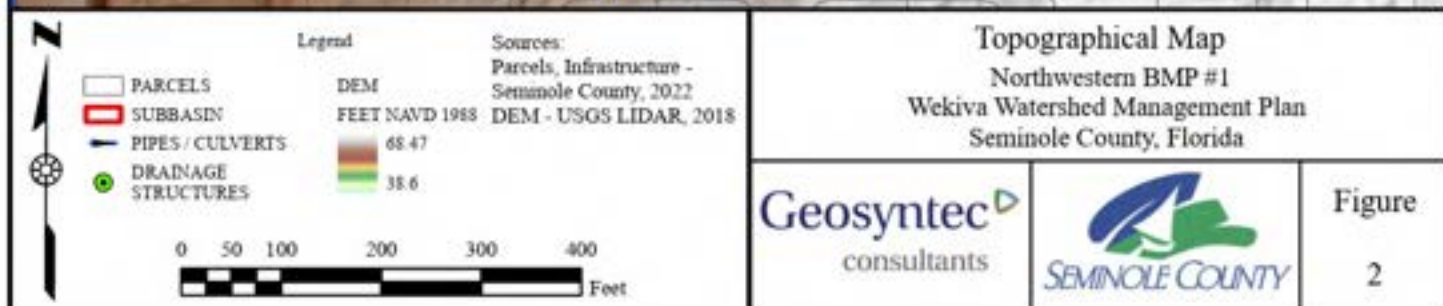 N
Legend
PARCELS
SUBBASIN
PIPES / CULVERTS
DRAINAGE
STRUCTURES
DEM
FEET NAVD 1988
68.47
38.6
Sources:
Parcels, Infrastructure -
Seminole County, 2022
DEM - USGS LIDAR, 2018
0 50 100 200 300 400
Feet
Topographical Map
Northwestern BMP #1
Wekiva Watershed Management Plan
Seminole County, Florida
Geosyntec
consultants
SEMINOLE COUNTY
Figure
2